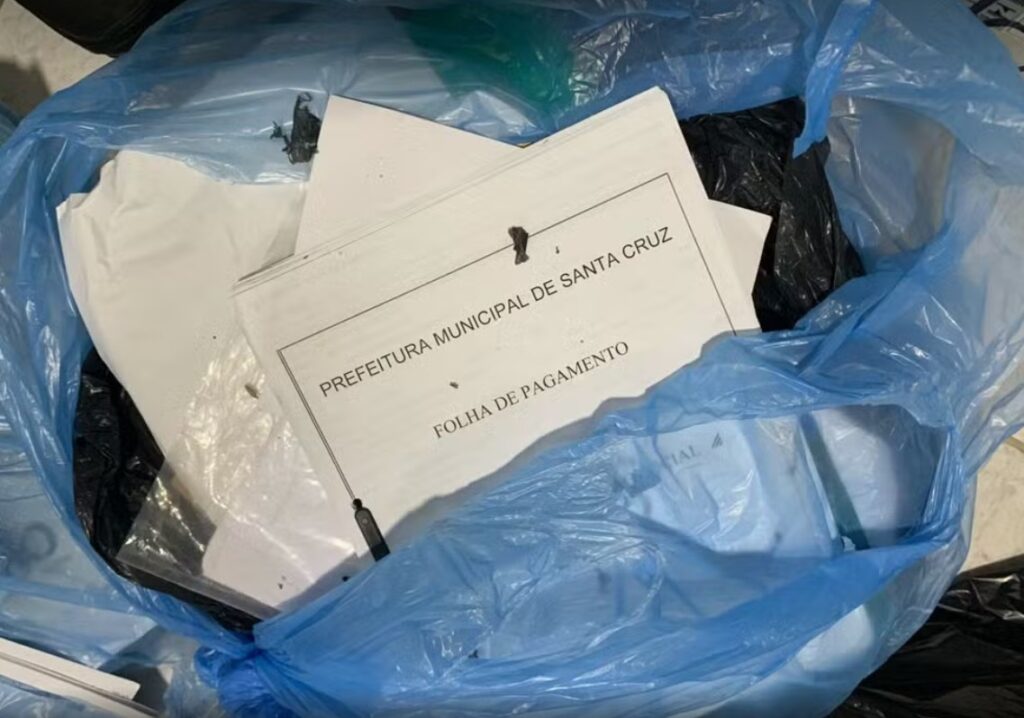 PREFEITURA MUNICIPAL DE SANTA CRUZ
FOLHA DE PAGAMENTO